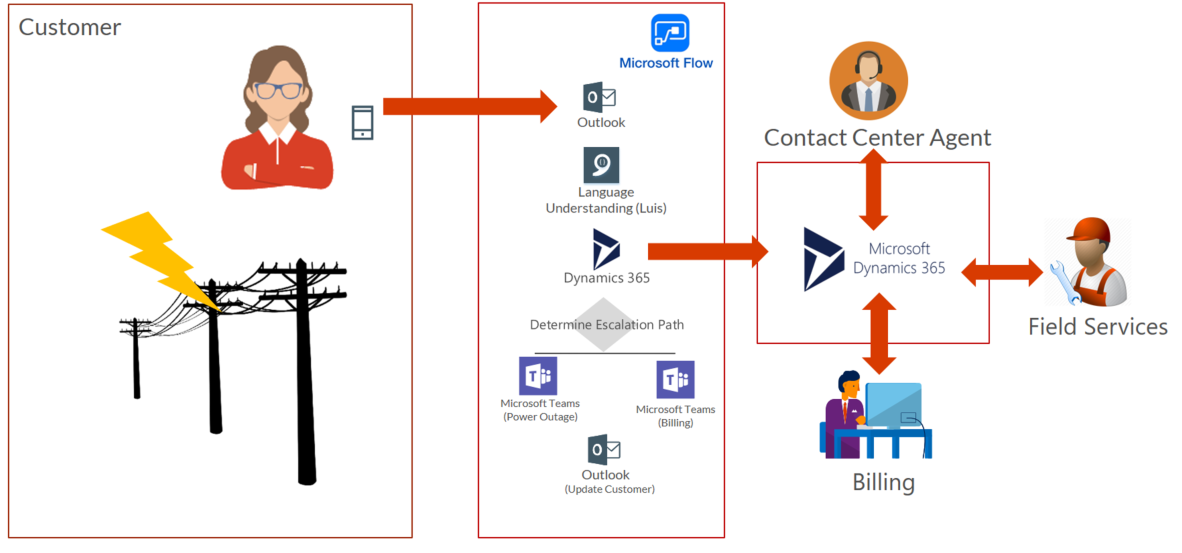 Customer
Microsoft Flow
Outlook
Language
Understanding (Luis)
Dynamics 365
Determine Escalation Path
Microsoft Teams
(Power Outage)
Microsoft Teams
(Billing)
Outlook
(Update Customer)
Contact Center Agent
Microsoft
Dynamics 365
Field Services
Billing